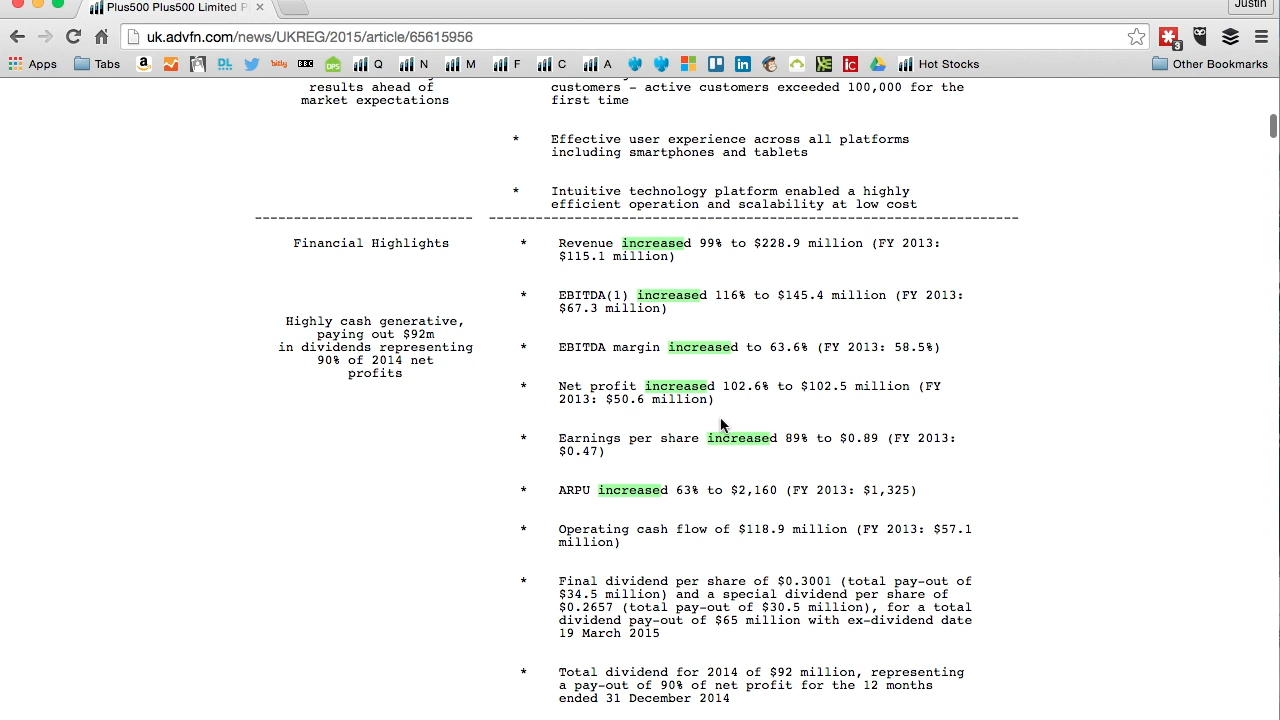 Plus500 Plus500 Limited P
Justin
uk.advfn.com/news/UKREG/2015/article/65615956
3
Apps
Tabs
a
DL
bitly
BBC
DPS
Q
N
M
F
C
A
in
ic
Hot Stocks
Other Bookmarks
results ahead of
market expectations
customers - active customers exceeded 100,000 for the
first time
* Effective user experience across all platforms
including smartphones and tablets
* Intuitive technology platform enabled a highly
efficient operation and scalability at low cost
---------------------------- --------------------------------------------------------------------
Financial Highlights
* Revenue increased 99% to $228.9 million (FY 2013:
$115.1 million)
* EBITDA(1) increased 116% to $145.4 million (FY 2013:
$67.3 million)
Highly cash generative,
paying out $92m
in dividends representing
90% of 2014 net
profits
* EBITDA margin increased to 63.6% (FY 2013: 58.5%)
* Net profit increased 102.6% to $102.5 million (FY
2013: $50.6 million)
* Earnings per share increased 89% to $0.89 (FY 2013:
$0.47)
* ARPU increased 63% to $2,160 (FY 2013: $1,325)
* Operating cash flow of $118.9 million (FY 2013: $57.1
million)
* Final dividend per share of $0.3001 (total pay-out of
$34.5 million) and a special dividend per share of
$0.2657 (total pay-out of $30.5 million), for a total
dividend pay-out of $65 million with ex-dividend date
19 March 2015
* Total dividend for 2014 of $92 million, representing
a pay-out of 90% of net profit for the 12 months
ended 31 December 2014